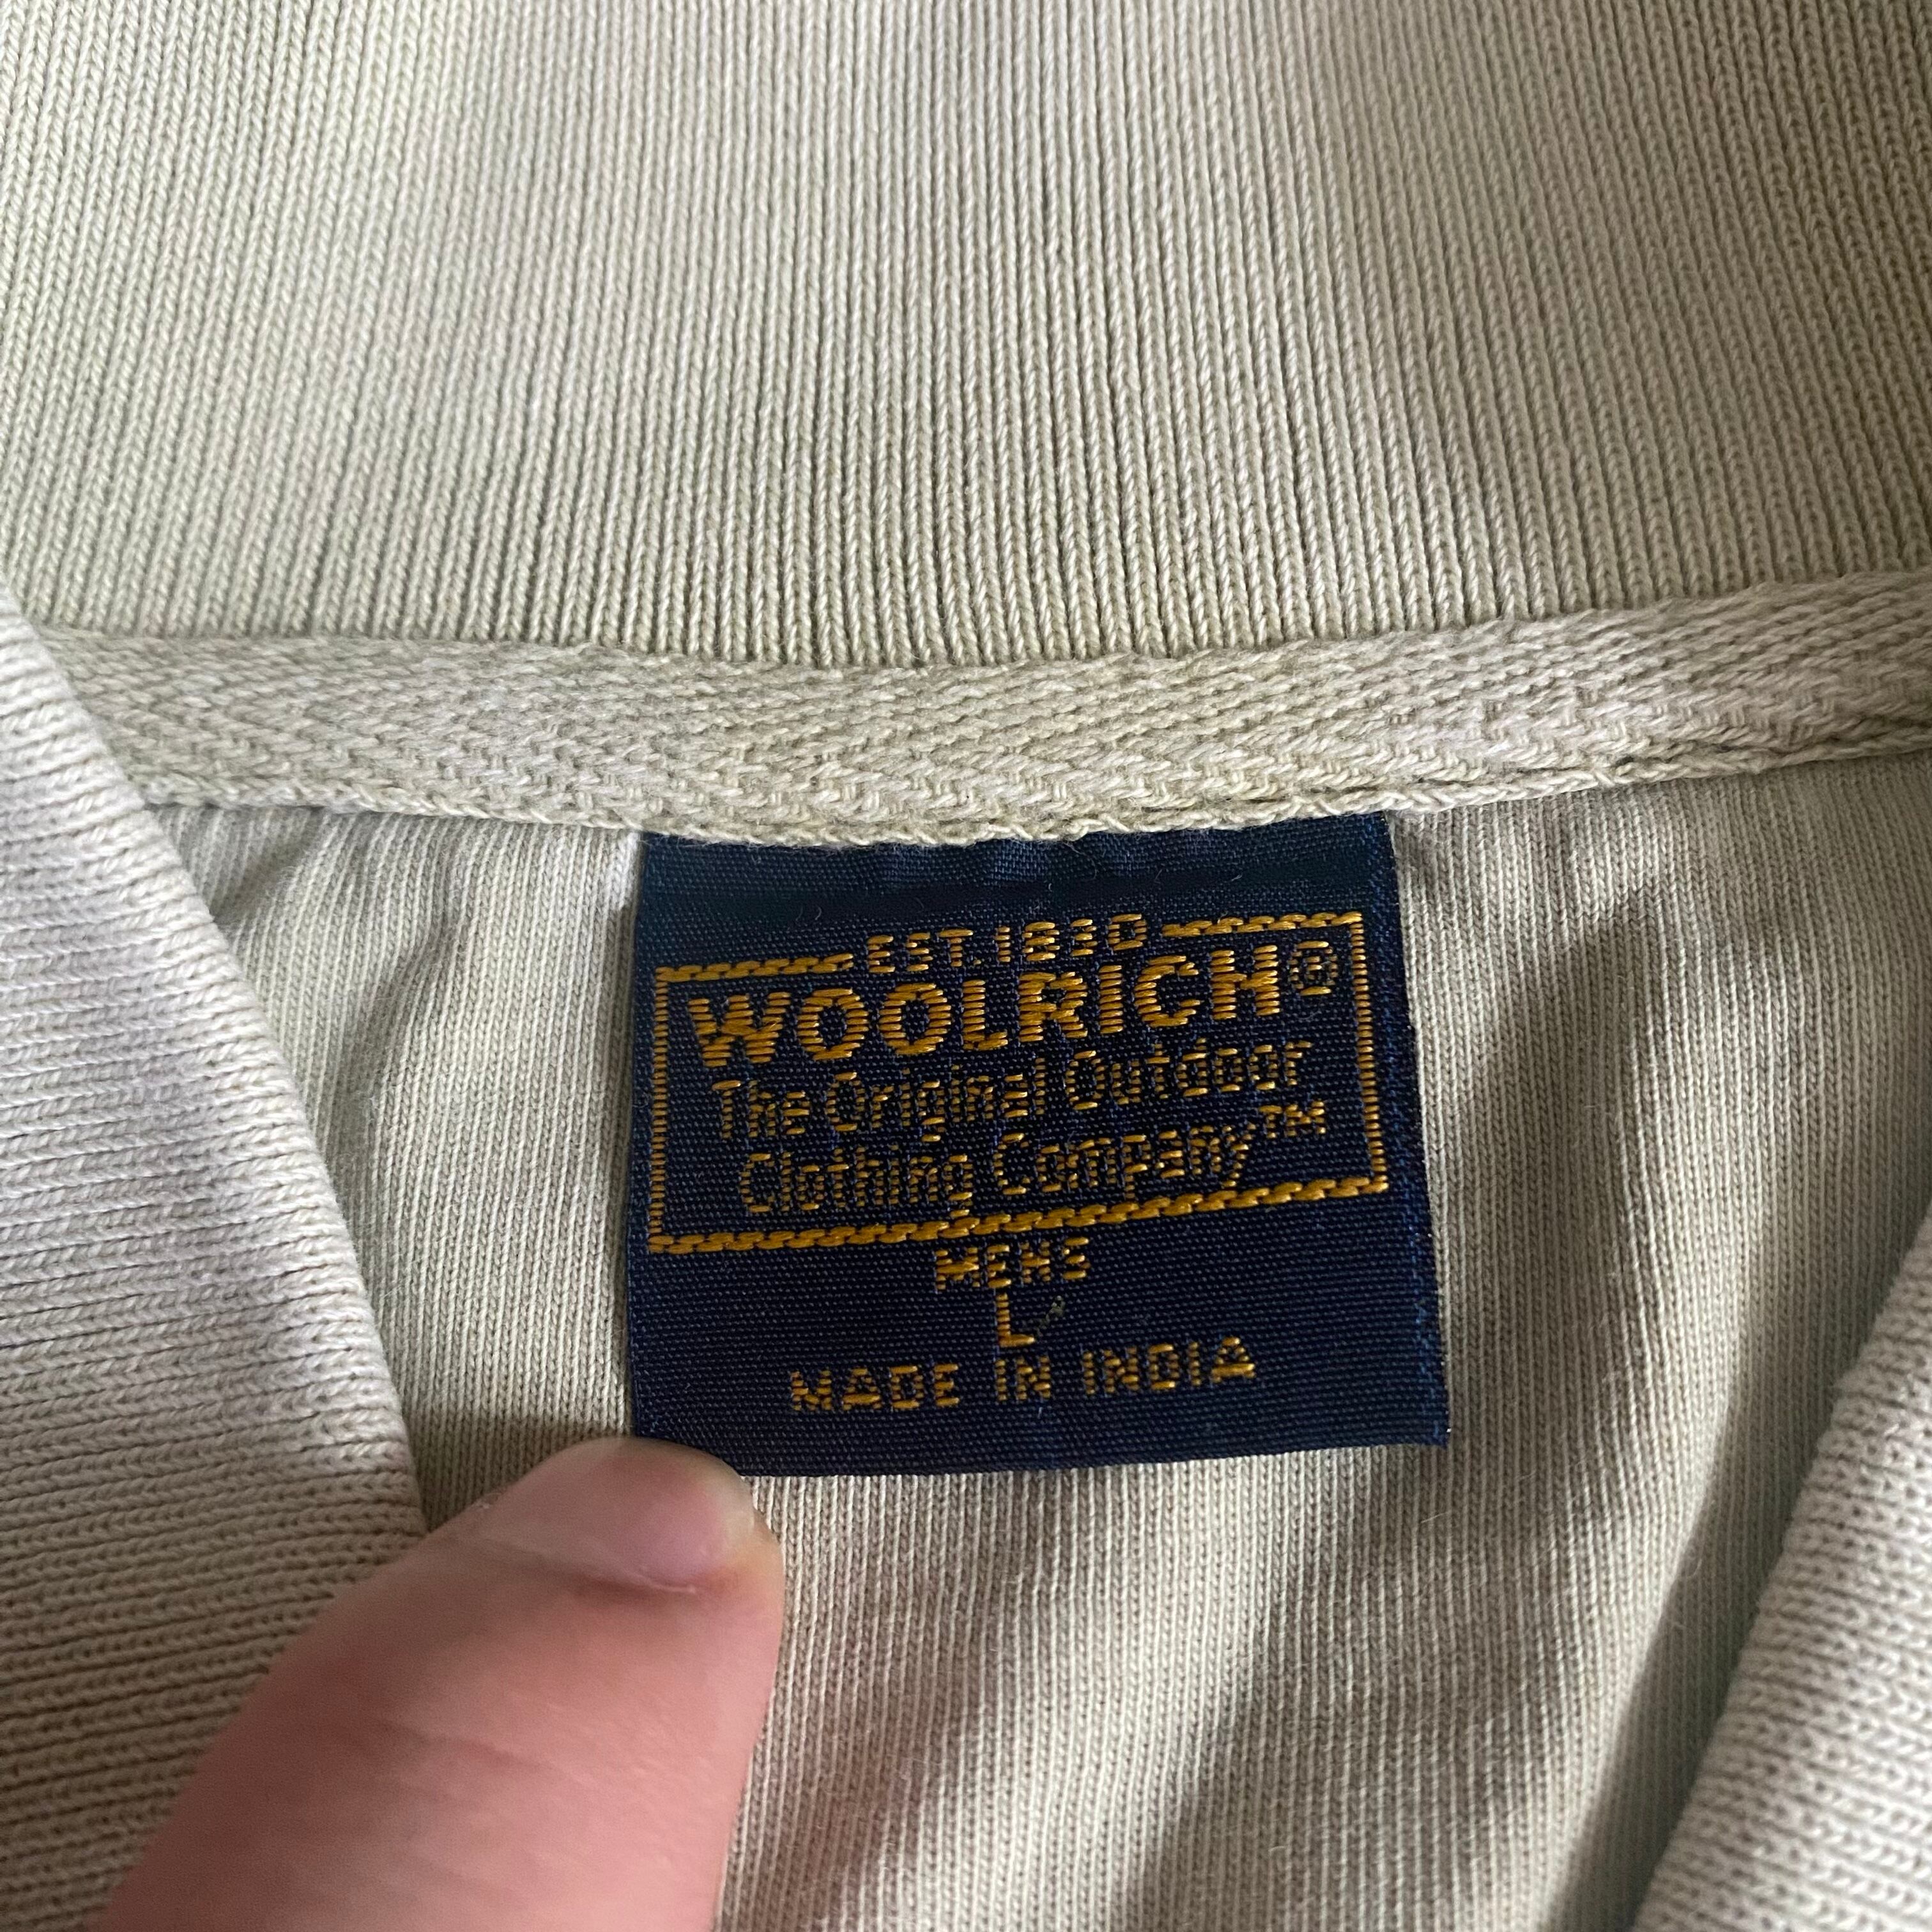 EST. 1830
WOOLRICH®
The Original Outdoor
Clothing Company™
MENS
L
MADE IN INDIA